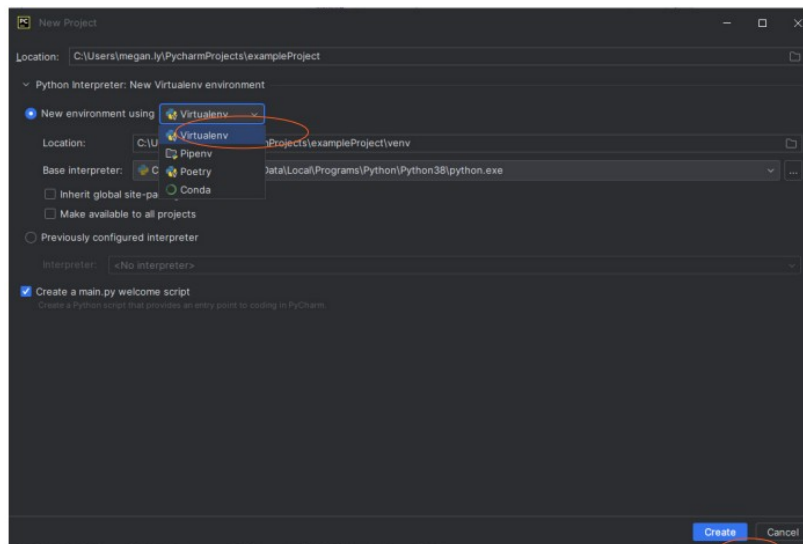 PC New Project
Location: C:\Users\megan.ly\PycharmProjects\exampleProject
Python Interpreter: New Virtualenv environment
New environment using Virtualenv
Virtualenv
Location: C:\U Projects\exampleProject\venv
Pipenv
Base interpreter: C Data\Local\Programs\Python\Python38\python.exe ...
Poetry
Inherit global site-pa
Conda
Make available to all projects
Previously configured interpreter
Interpreter: <No interpreter>
Create a main.py welcome script
Create a Python script that provides an entry point to coding in PyCharm.
Create Cancel